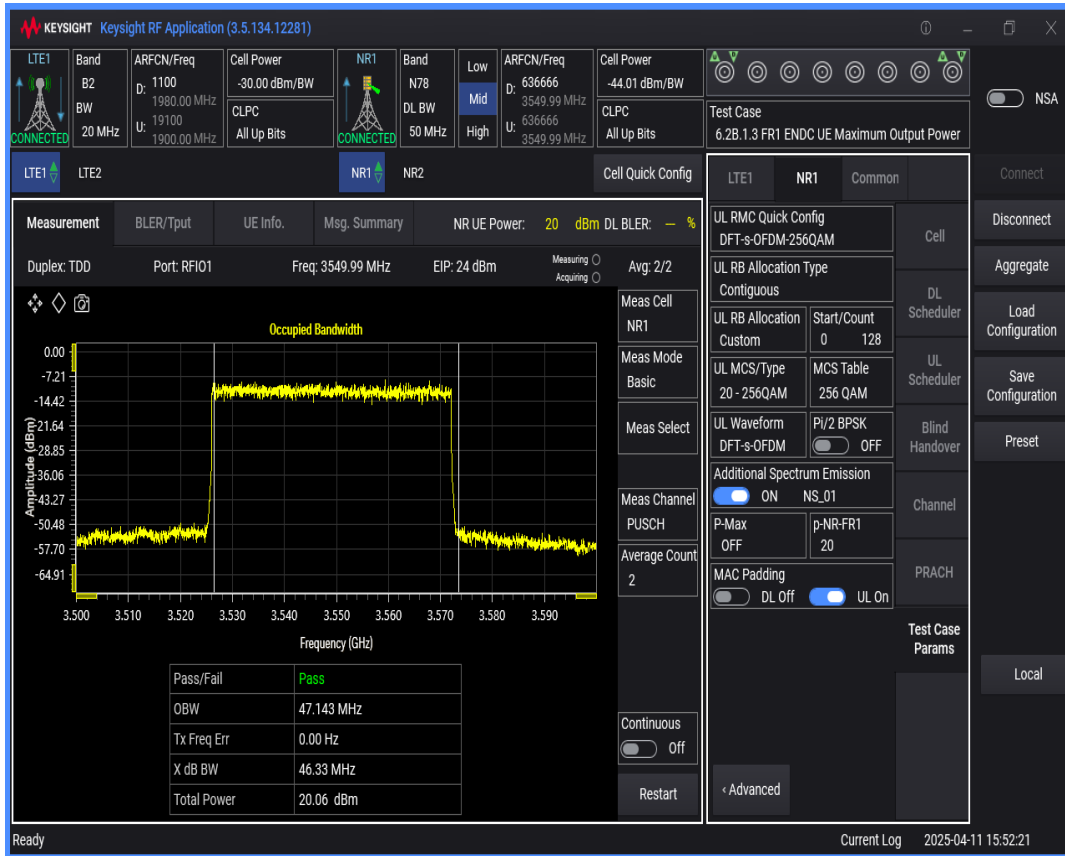 KEYSIGHT Keysight RF Application (3.5.134.12281)
LTE1
CONNECTED
Band
B2
BW
20 MHz
ARFCN/Freq
D: 1100
1980.00 MHz
U: 19100
1900.00 MHz
Cell Power
-30.00 dBm/BW
CLPC
All Up Bits
NR1
CONNECTED
Band
N78
DL BW
50 MHz
Low
Mid
High
ARFCN/Freq
D: 636666
3549.99 MHz
U: 636666
3549.99 MHz
Cell Power
-44.01 dBm/BW
CLPC
All Up Bits
Test Case
6.2B.1.3 FR1 ENDC UE Maximum Output Power
NSA
LTE1 LTE2 NR1 NR2 Cell Quick Config
Measurement BLER/Tput UE Info. Msg. Summary NR UE Power: 20 dBm DL BLER: — %
Duplex: TDD Port: RFIO1 Freq: 3549.99 MHz EIP: 24 dBm Measuring Avg: 2/2
Acquiring
Occupied Bandwidth
Amplitude (dBm)
0.00
-7.21
-14.42
-21.64
-28.85
-36.06
-43.27
-50.48
-57.70
-64.91
3.500 3.510 3.520 3.530 3.540 3.550 3.560 3.570 3.580 3.590
Frequency (GHz)
Pass/Fail Pass
OBW 47.143 MHz
Tx Freq Err 0.00 Hz
X dB BW 46.33 MHz
Total Power 20.06 dBm
Meas Cell
NR1
Meas Mode
Basic
Meas Select
Meas Channel
PUSCH
Average Count
2
Continuous
Off
Restart
LTE1 NR1 Common
UL RMC Quick Config
DFT-s-OFDM-256QAM
UL RB Allocation Type
Contiguous
UL RB Allocation
Custom
Start/Count
0 128
UL MCS/Type
20 - 256QAM
MCS Table
256 QAM
UL Waveform
DFT-s-OFDM
Pi/2 BPSK
OFF
Additional Spectrum Emission
ON NS_01
P-Max
OFF
p-NR-FR1
20
MAC Padding
DL Off UL On
‹ Advanced
Cell
DL
Scheduler
UL
Scheduler
Blind
Handover
Channel
PRACH
Test Case
Params
Connect
Disconnect
Aggregate
Load
Configuration
Save
Configuration
Preset
Local
Ready Current Log 2025-04-11 15:52:21